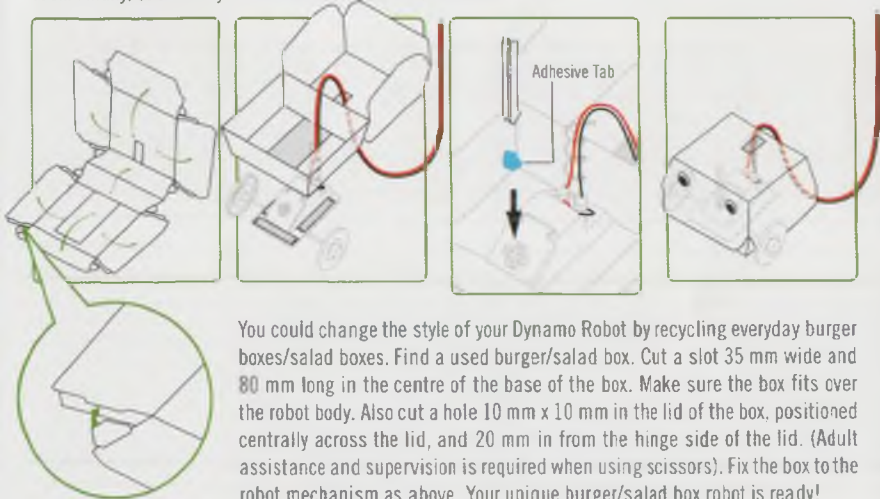 Adhesive Tab
You could change the style of your Dynamo Robot by recycling everyday burger
boxes/salad boxes. Find a used burger/salad box. Cut a slot 35 mm wide and
80 mm long in the centre of the base of the box. Make sure the box fits over
the robot body. Also cut a hole 10 mm x 10 mm in the lid of the box, positioned
centrally across the lid, and 20 mm in from the hinge side of the lid. (Adult
assistance and supervision is required when using scissors). Fix the box to the
robot mechanism as above. Your unique burger/salad box robot is ready!